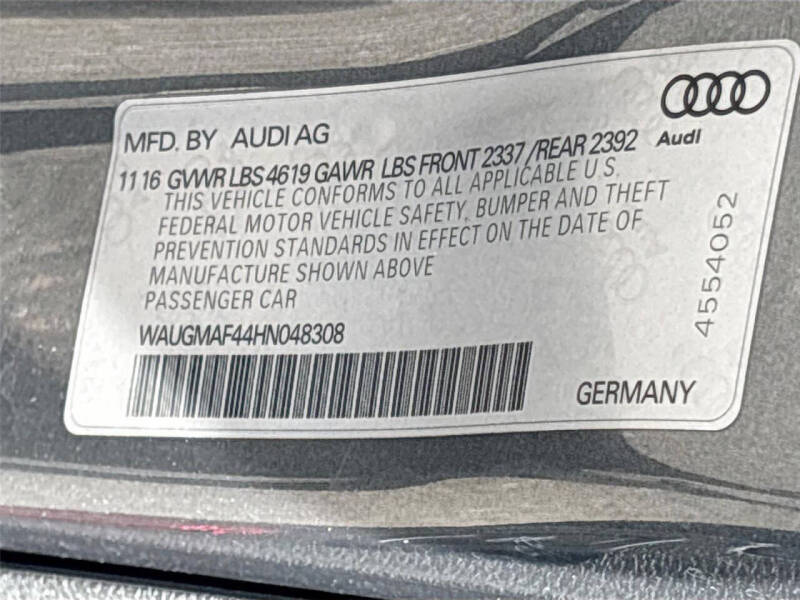 Audi
MFD. BY AUDI AG
11 16 GVWR LBS 4619 GAWR LBS FRONT 2337 / REAR 2392
THIS VEHICLE CONFORMS TO ALL APPLICABLE U.S.
FEDERAL MOTOR VEHICLE SAFETY, BUMPER AND THEFT
PREVENTION STANDARDS IN EFFECT ON THE DATE OF
MANUFACTURE SHOWN ABOVE
PASSENGER CAR
WAUGMAF44HN048308
GERMANY
4554052